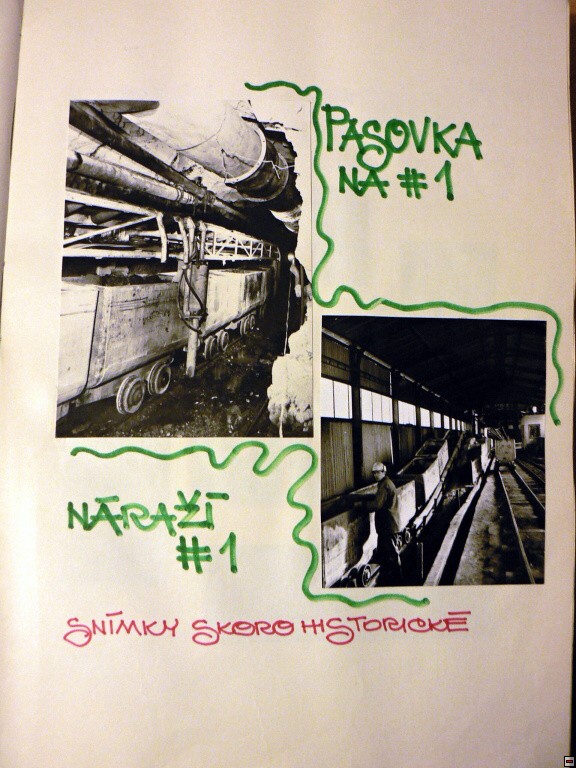 PASOVKA
NA #1
NÁRAŽÍ
#1
SNÍMKY SKORO HISTORICKÉ